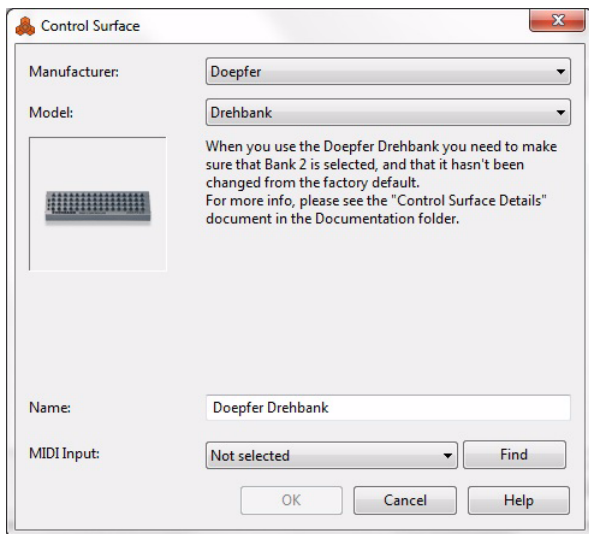 Control Surface
Manufacturer:
Doepfer
Model:
Drehbank
When you use the Doepfer Drehbank you need to make
sure that Bank 2 is selected, and that it hasn't been
changed from the factory default.
For more info, please see the "Control Surface Details"
document in the Documentation folder.
Name:
Doepfer Drehbank
MIDI Input:
Not selected
Find
OK
Cancel
Help